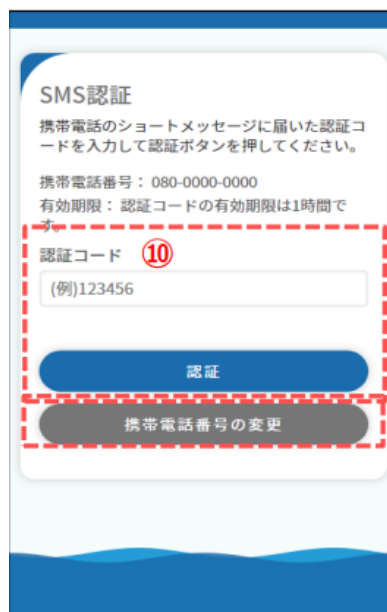 SMS認証
携帯電話のショートメッセージに届いた認証コ
ードを入力して認証ボタンを押してください。
携帯電話番号： 080-0000-0000
有効期限： 認証コードの有効期限は1時間で
す。
認証コード ⑩
(例)123456
認証
携帯電話番号の変更